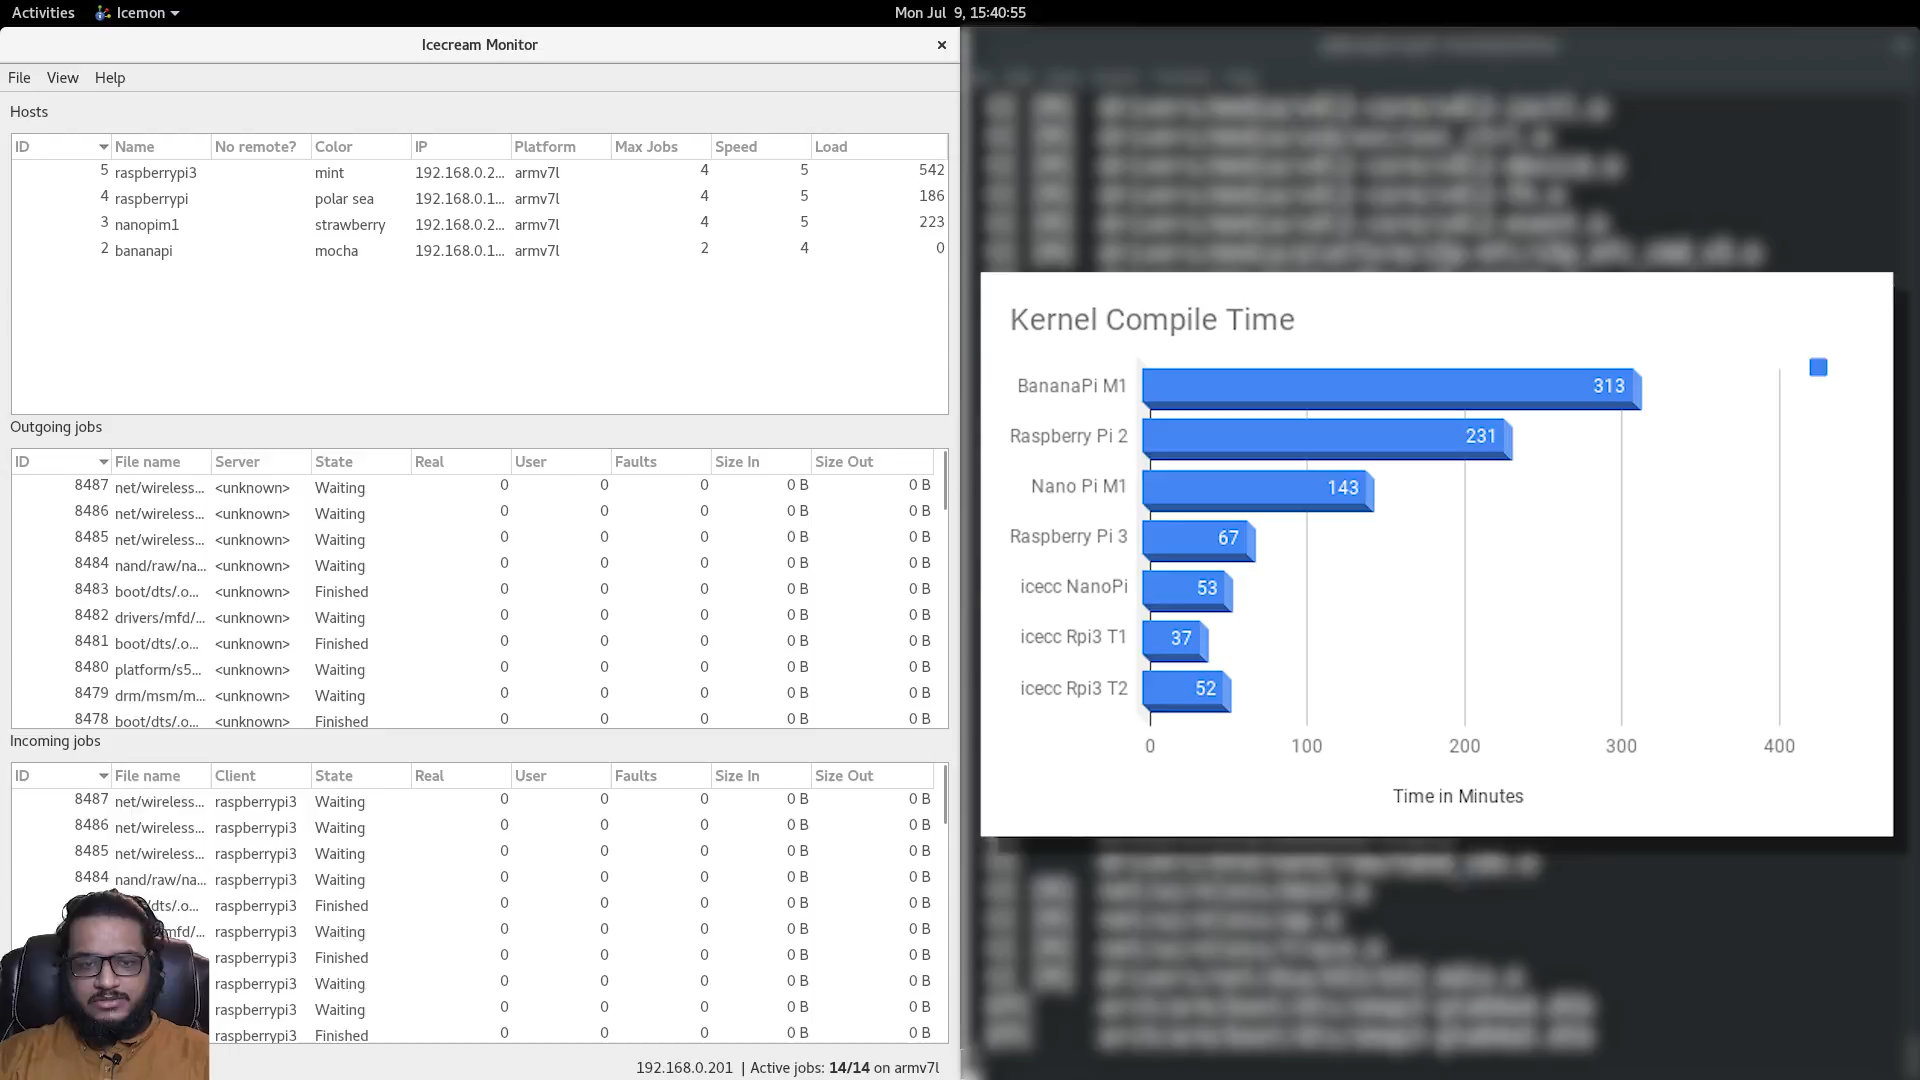 Activities Icemon Mon Jul 9, 15:40:55
Icecream Monitor
File View Help
Hosts
ID Name No remote? Color IP Platform Max Jobs Speed Load
5 raspberrypi3 mint 192.168.0.2... armv7l 4 5 542
4 raspberrypi polar sea 192.168.0.1... armv7l 4 5 186
3 nanopim1 strawberry 192.168.0.2... armv7l 4 5 223
2 bananapi mocha 192.168.0.1... armv7l 2 4 0
Outgoing jobs
ID File name Server State Real User Faults Size In Size Out
8487 net/wireless... <unknown> Waiting 0 0 0 0 B 0 B
8486 net/wireless... <unknown> Waiting 0 0 0 0 B 0 B
8485 net/wireless... <unknown> Waiting 0 0 0 0 B 0 B
8484 nand/raw/na... <unknown> Waiting 0 0 0 0 B 0 B
8483 boot/dts/.o... <unknown> Finished 0 0 0 0 B 0 B
8482 drivers/mfd/... <unknown> Waiting 0 0 0 0 B 0 B
8481 boot/dts/.o... <unknown> Finished 0 0 0 0 B 0 B
8480 platform/s5... <unknown> Waiting 0 0 0 0 B 0 B
8479 drm/msm/m... <unknown> Waiting 0 0 0 0 B 0 B
8478 boot/dts/.o... <unknown> Finished 0 0 0 0 B 0 B
Incoming jobs
ID File name Client State Real User Faults Size In Size Out
8487 net/wireless... raspberrypi3 Waiting 0 0 0 0 B 0 B
8486 net/wireless... raspberrypi3 Waiting 0 0 0 0 B 0 B
8485 net/wireless... raspberrypi3 Waiting 0 0 0 0 B 0 B
8484 nand/raw/na... raspberrypi3 Waiting 0 0 0 0 B 0 B
dts/.o... raspberrypi3 Finished 0 0 0 0 B 0 B
mfd/... raspberrypi3 Waiting 0 0 0 0 B 0 B
raspberrypi3 Finished 0 0 0 0 B 0 B
raspberrypi3 Waiting 0 0 0 0 B 0 B
raspberrypi3 Waiting 0 0 0 0 B 0 B
raspberrypi3 Finished 0 0 0 0 B 0 B
192.168.0.201 | Active jobs: 14/14 on armv7l
Kernel Compile Time
BananaPi M1 313
Raspberry Pi 2 231
Nano Pi M1 143
Raspberry Pi 3 67
icecc NanoPi 53
icecc Rpi3 T1 37
icecc Rpi3 T2 52
0 100 200 300 400
Time in Minutes